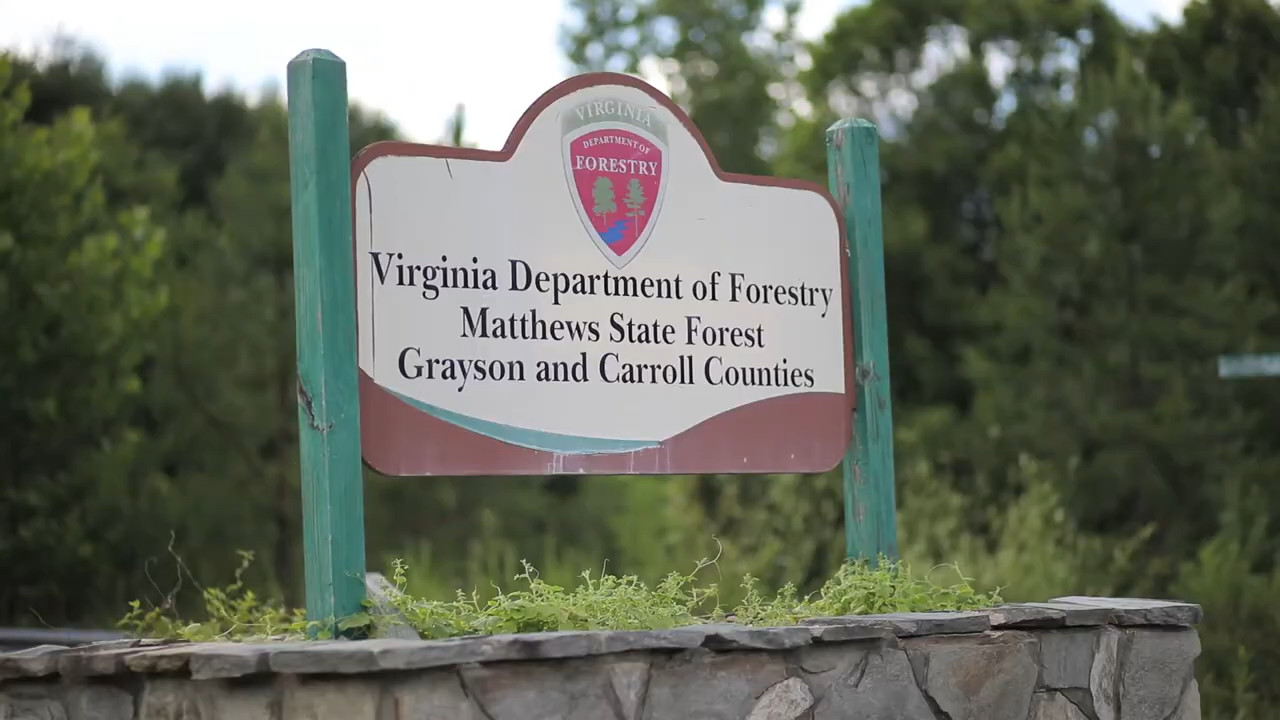 VIRGINIA
DEPARTMENT OF
FORESTRY
Virginia Department of Forestry
Matthews State Forest
Grayson and Carroll Counties